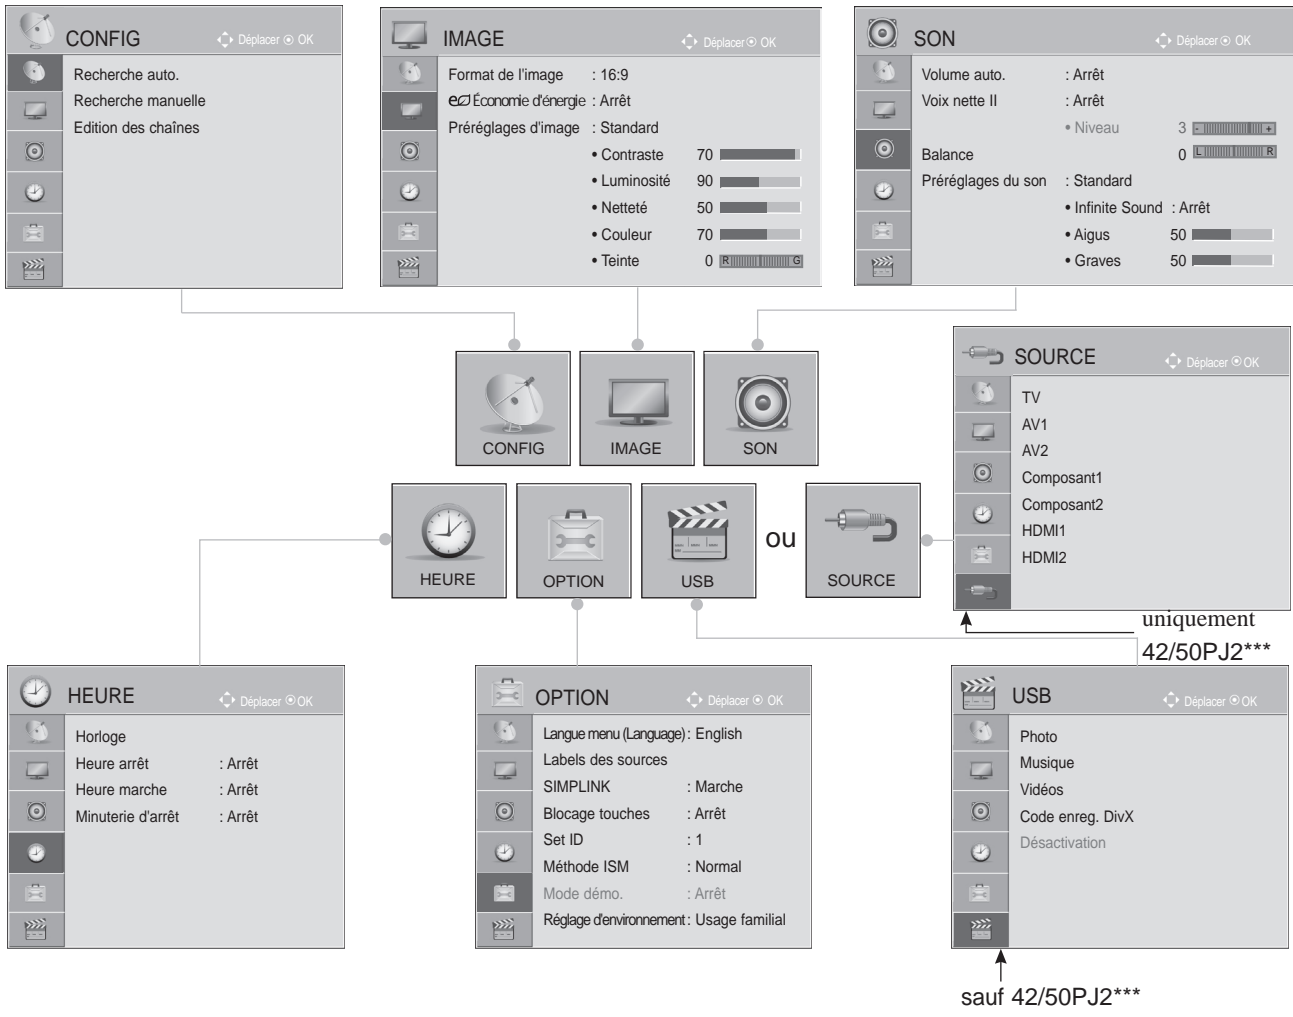 CONFIG
Déplacer OK
Recherche auto.
Recherche manuelle
Edition des chaînes
IMAGE
Déplacer OK
Format de l'image : 16:9
e Économie d'énergie : Arrêt
Préréglages d'image : Standard
• Contraste 70
• Luminosité 90
• Netteté 50
• Couleur 70
• Teinte 0 R G
SON
Déplacer OK
Volume auto. : Arrêt
Voix nette II : Arrêt
• Niveau 3 - +
Balance 0 L R
Préréglages du son : Standard
• Infinite Sound : Arrêt
• Aigus 50
• Graves 50
CONFIG
IMAGE
SON
HEURE
OPTION
USB
ou
SOURCE
SOURCE
Déplacer OK
TV
AV1
AV2
Composant1
Composant2
HDMI1
HDMI2
uniquement
42/50PJ2***
HEURE
Déplacer OK
Horloge
Heure arrêt : Arrêt
Heure marche : Arrêt
Minuterie d'arrêt : Arrêt
OPTION
Déplacer OK
Langue menu (Language) : English
Labels des sources
SIMPLINK : Marche
Blocage touches : Arrêt
Set ID : 1
Méthode ISM : Normal
Mode démo. : Arrêt
Réglage d'environnement : Usage familial
USB
Déplacer OK
Photo
Musique
Vidéos
Code enreg. DivX
Désactivation
sauf 42/50PJ2***